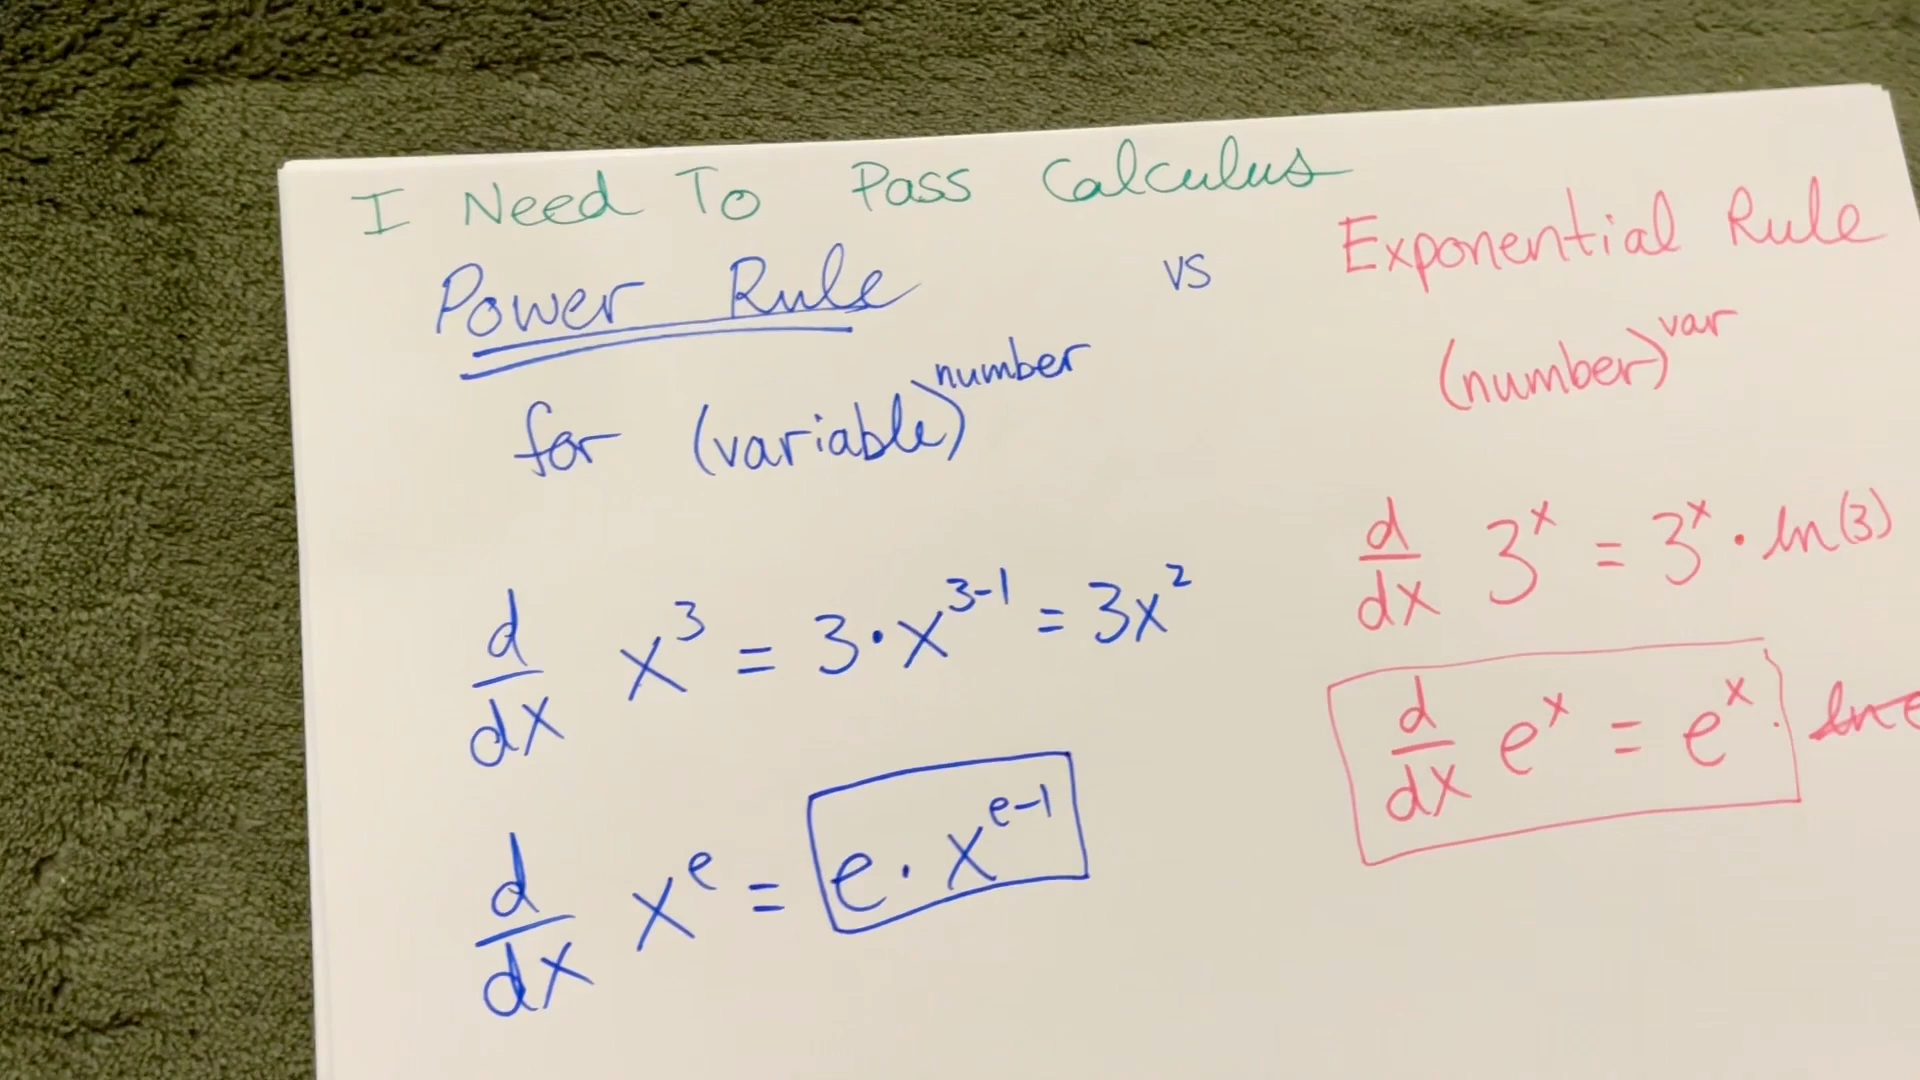 I Need To Pass Calculus
Power Rule vs Exponential Rule
for (variable)^number
(number)^var
d/dx x^3 = 3·x^(3-1) = 3x^2
d/dx 3^x = 3^x · ln(3)
d/dx e^x = e^x · ln e
d/dx x^e = e·x^(e-1)